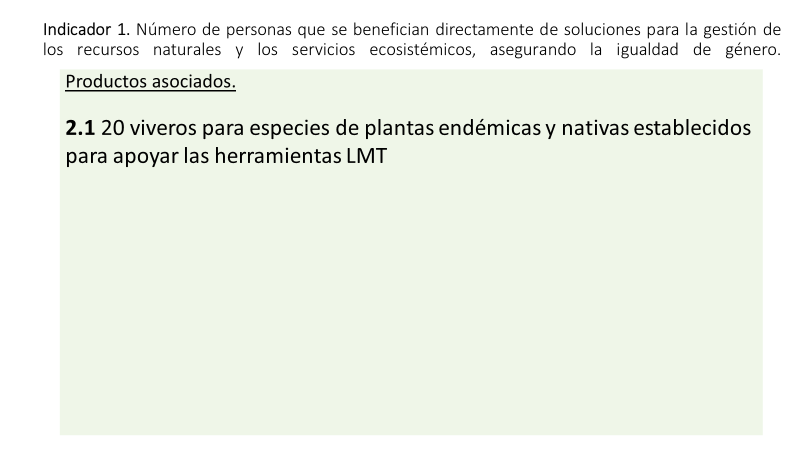 Indicador 1. Número de personas que se benefician directamente de soluciones para la gestión de
los recursos naturales y los servicios ecosistémicos, asegurando la igualdad de género.
Productos asociados.
2.1 20 viveros para especies de plantas endémicas y nativas establecidos
para apoyar las herramientas LMT